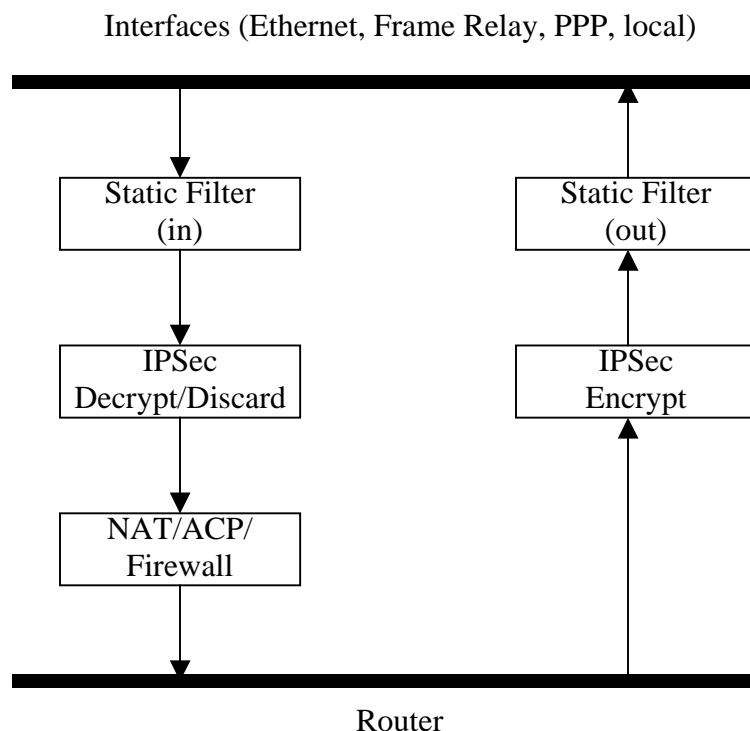 Interfaces (Ethernet, Frame Relay, PPP, local)
Static Filter
(in)
IPSec
Decrypt/Discard
NAT/ACP/
Firewall
Static Filter
(out)
IPSec
Encrypt
Router